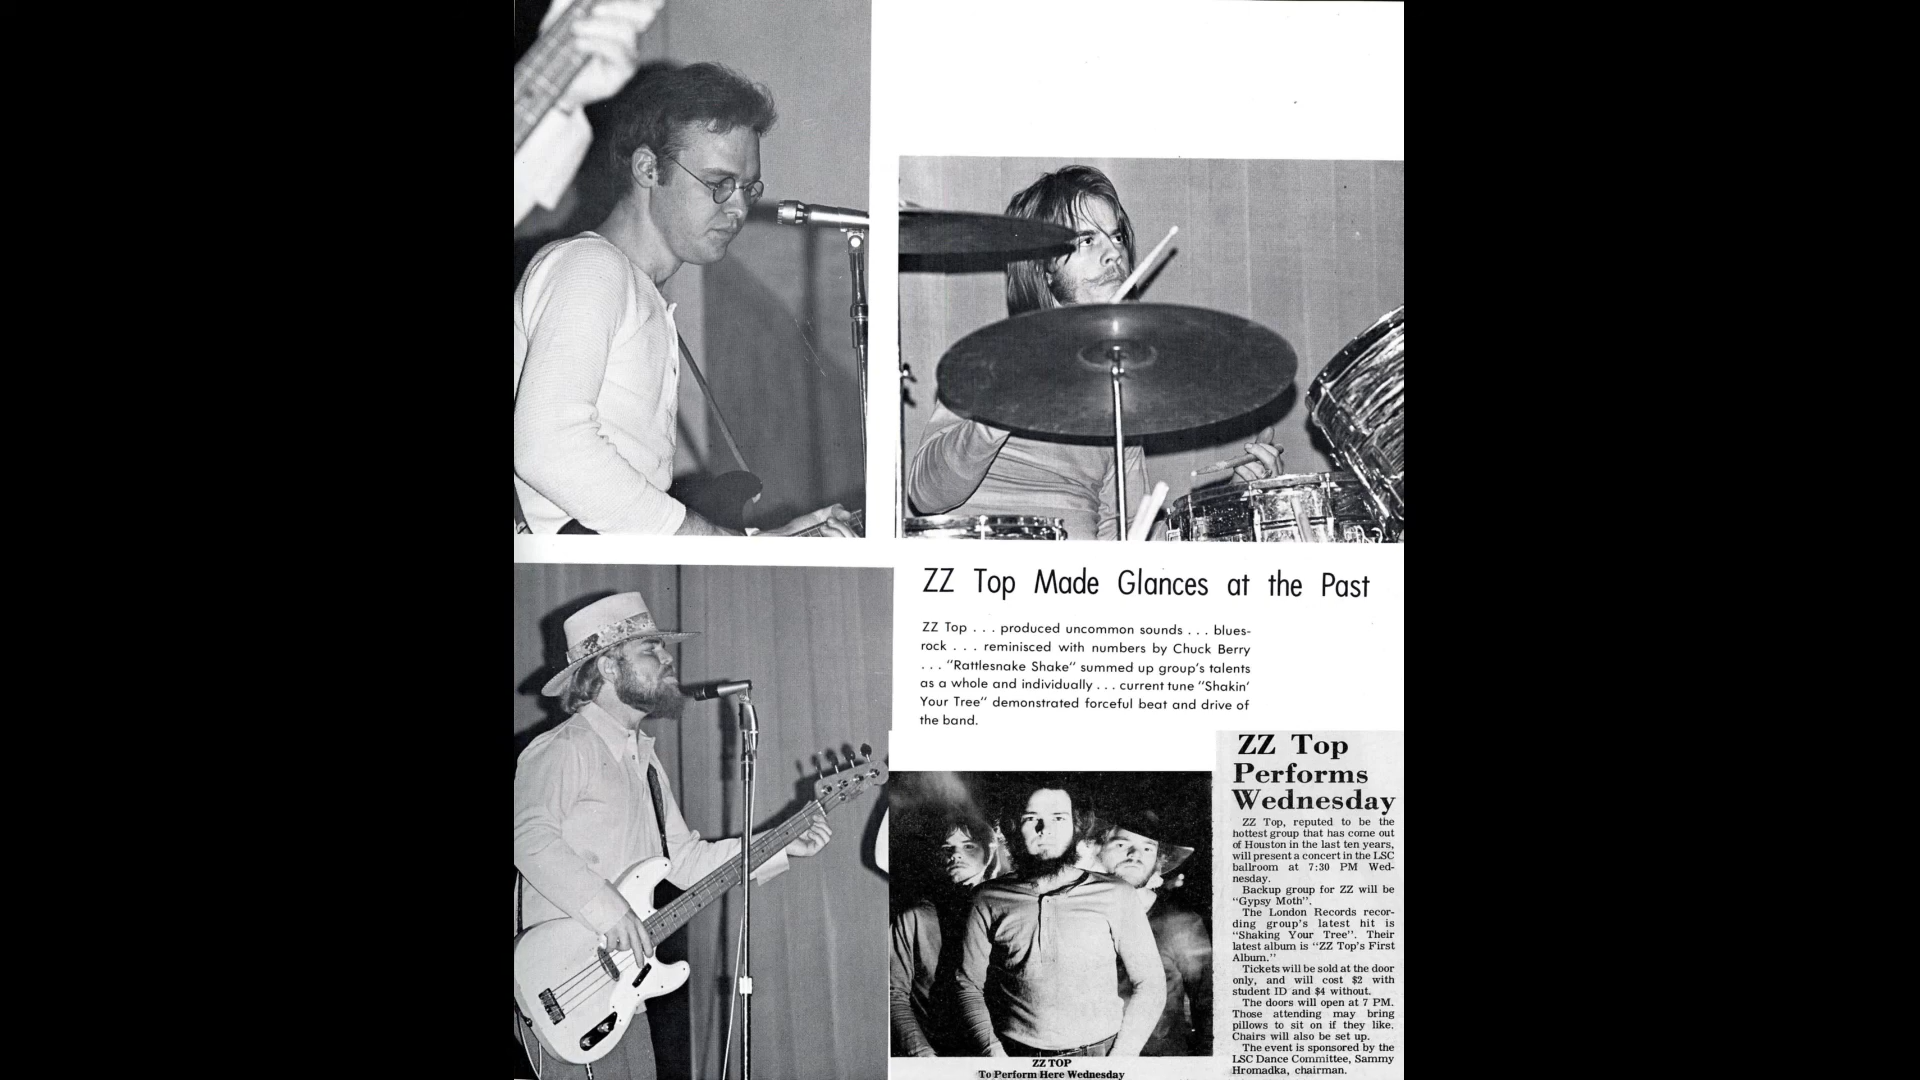 ZZ Top Made Glances at the Past
ZZ Top . . . produced uncommon sounds . . . blues-
rock . . . reminisced with numbers by Chuck Berry
. . . "Rattlesnake Shake" summed up group's talents
as a whole and individually . . . current tune "Shakin'
Your Tree" demonstrated forceful beat and drive of
the band.
ZZ TOP
To Perform Here Wednesday
ZZ Top
Performs
Wednesday
ZZ Top, reputed to be the
hottest group that has come out
of Houston in the last ten years,
will present a concert in the LSC
ballroom at 7:30 PM Wed-
nesday.
Backup group for ZZ will be
"Gypsy Moth".
The London Records recor-
ding group's latest hit is
"Shaking Your Tree". Their
latest album is "ZZ Top's First
Album."
Tickets will be sold at the door
only, and will cost $2 with
student ID and $4 without.
The doors will open at 7 PM.
Those attending may bring
pillows to sit on if they like.
Chairs will also be set up.
The event is sponsored by the
LSC Dance Committee, Sammy
Hromadka, chairman.